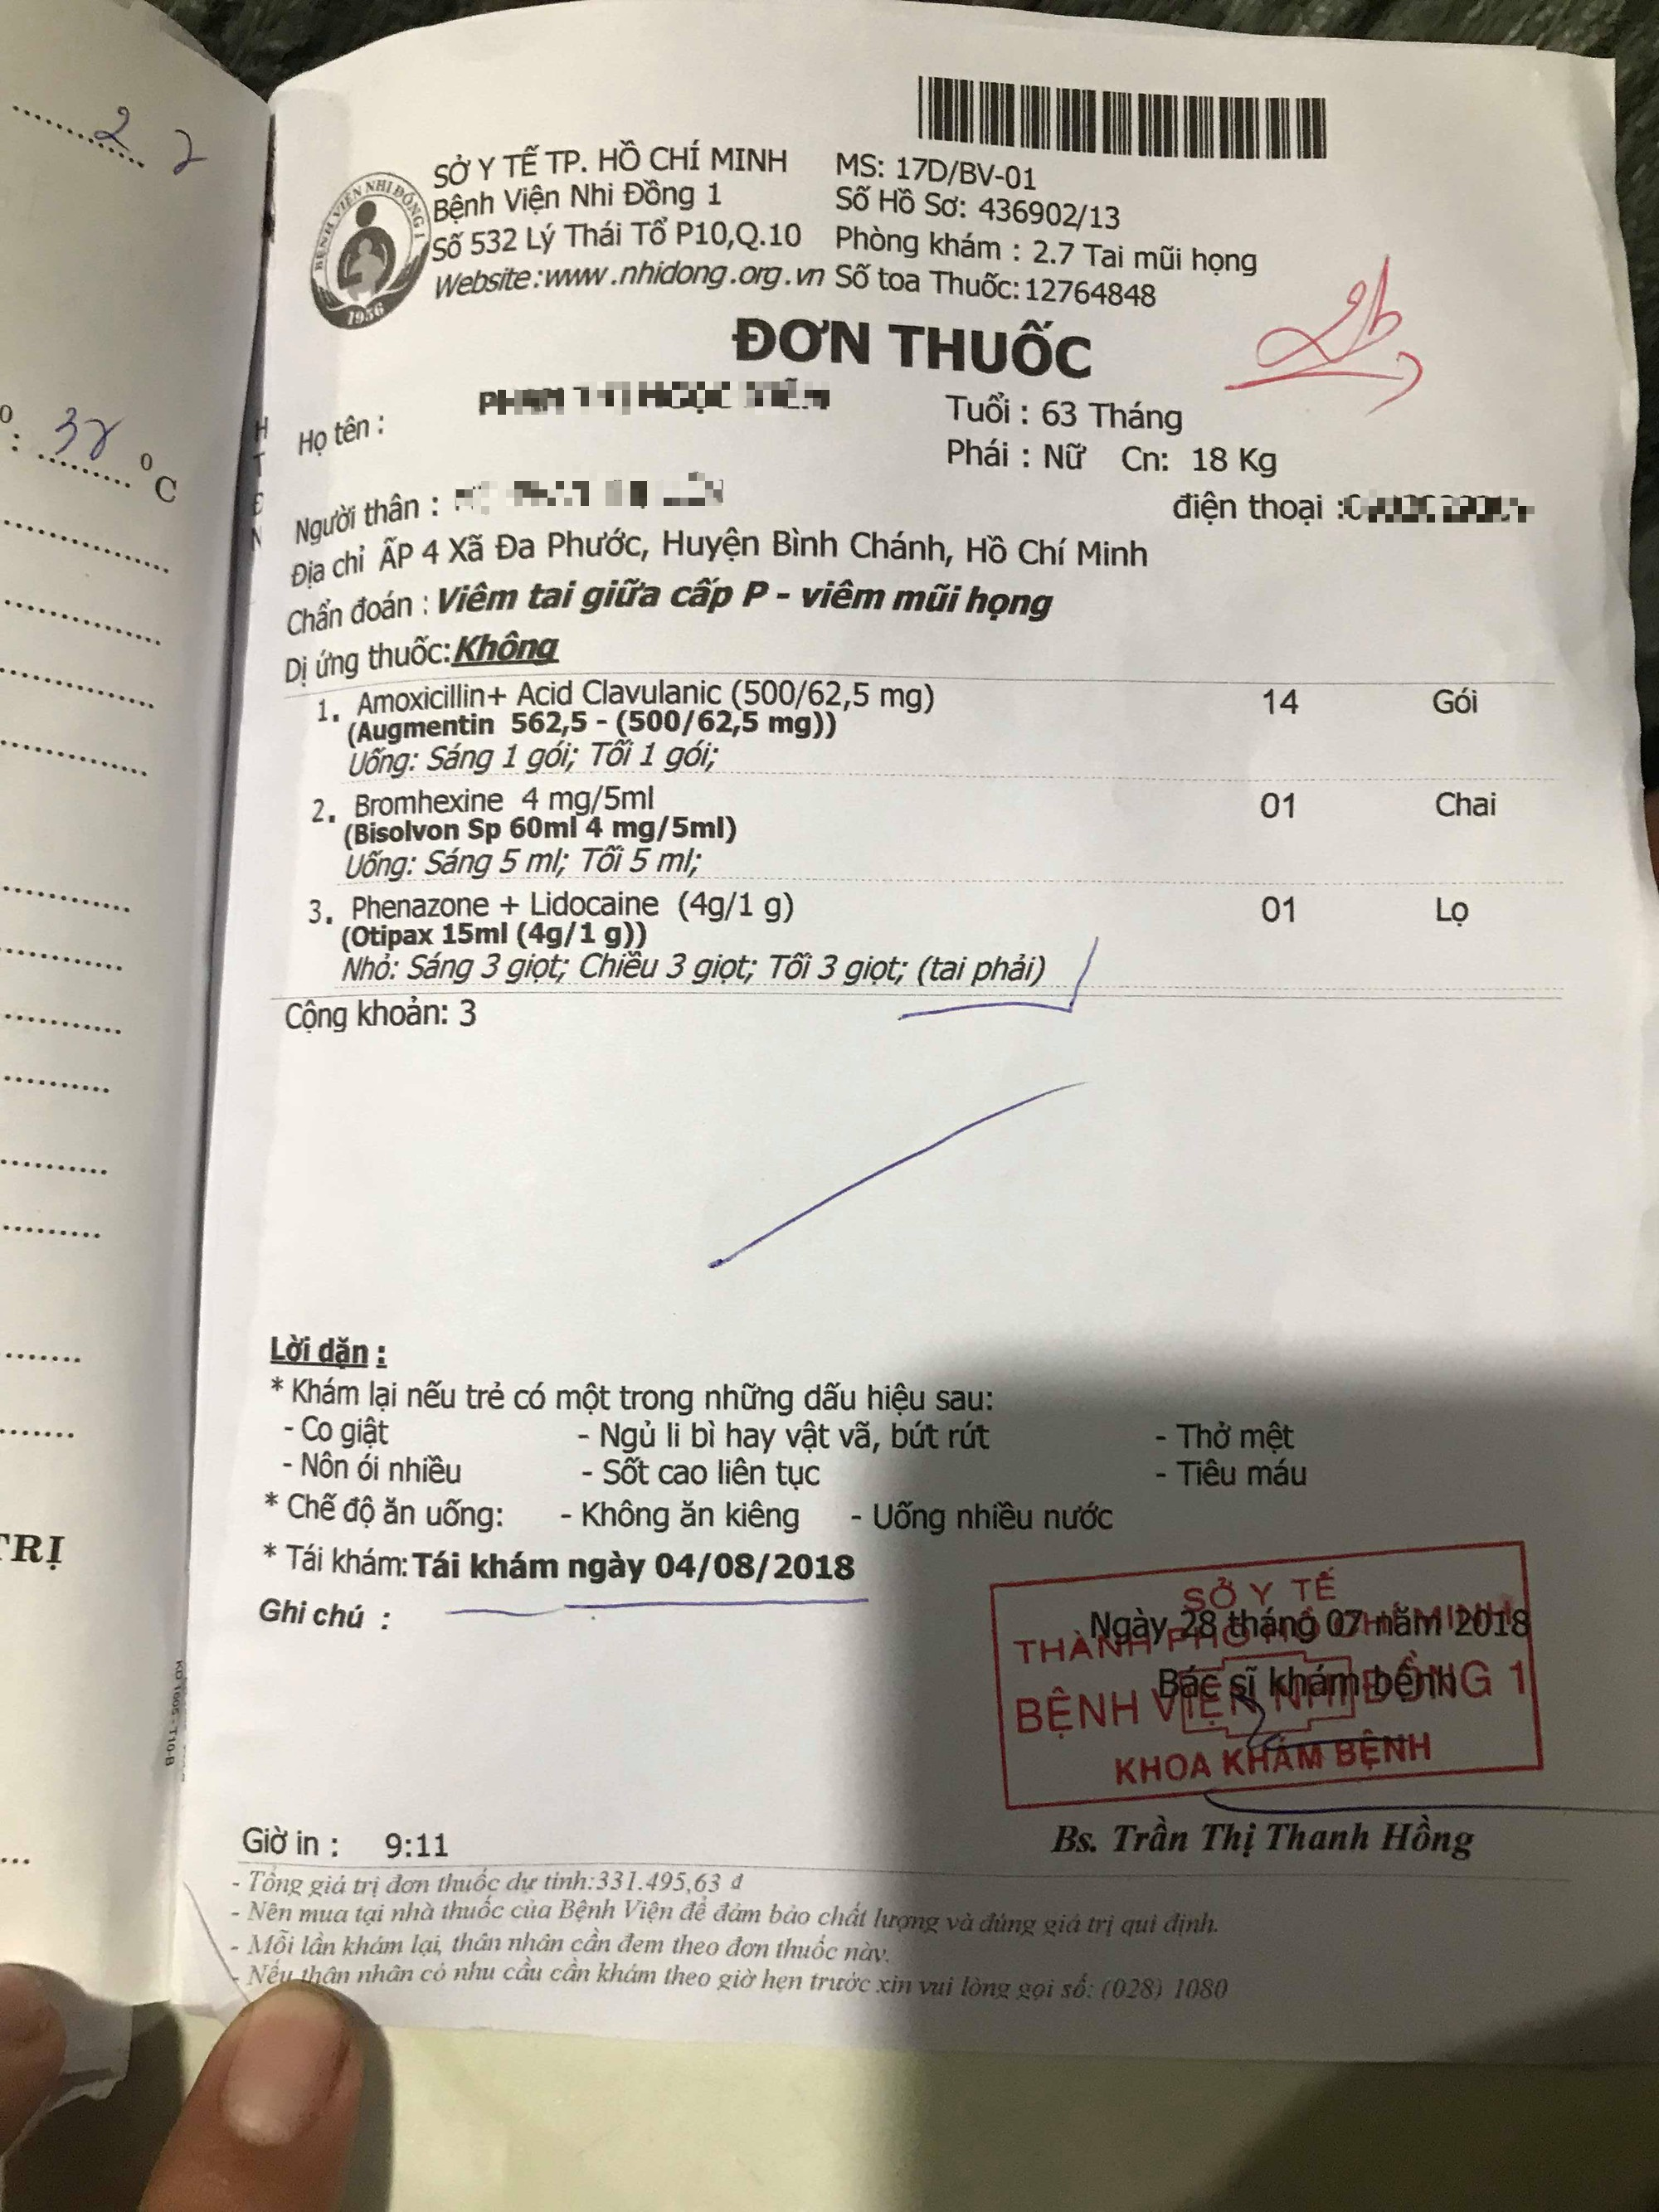 2 2
SỞ Y TẾ TP. HỒ CHÍ MINH
Bệnh Viện Nhi Đồng 1
Số 532 Lý Thái Tổ P10,Q.10
Website:www.nhidong.org.vn
MS: 17D/BV-01
Số Hồ Sơ: 436902/13
Phòng khám : 2.7 Tai mũi họng
Số toa Thuốc:12764848
BỆNH VIỆN NHI ĐỒNG 1
1956
ĐƠN THUỐC
Họ tên :
Tuổi : 63 Tháng
Phái : Nữ Cn: 18 Kg
Người thân :
điện thoại :
Địa chỉ ẤP 4 Xã Đa Phước, Huyện Bình Chánh, Hồ Chí Minh
Chẩn đoán : Viêm tai giữa cấp P - viêm mũi họng
Dị ứng thuốc:Không
1. Amoxicillin+ Acid Clavulanic (500/62,5 mg) 14 Gói
(Augmentin 562,5 - (500/62,5 mg))
Uống: Sáng 1 gói; Tối 1 gói;
2. Bromhexine 4 mg/5ml 01 Chai
(Bisolvon Sp 60ml 4 mg/5ml)
Uống: Sáng 5 ml; Tối 5 ml;
3. Phenazone + Lidocaine (4g/1 g) 01 Lọ
(Otipax 15ml (4g/1 g))
Nhỏ: Sáng 3 giọt; Chiều 3 giọt; Tối 3 giọt; (tai phải)
Cộng khoản: 3
Lời dặn :
* Khám lại nếu trẻ có một trong những dấu hiệu sau:
- Co giật - Ngủ li bì hay vật vã, bứt rứt - Thở mệt
- Nôn ói nhiều - Sốt cao liên tục - Tiêu máu
* Chế độ ăn uống: - Không ăn kiêng - Uống nhiều nước
* Tái khám:Tái khám ngày 04/08/2018
Ghi chú :
Ngày 28 tháng 07 năm 2018
Bác sĩ khám bệnh
SỞ Y TẾ
THÀNH PHỐ HỒ CHÍ MINH
BỆNH VIỆN NHI ĐỒNG 1
KHOA KHÁM BỆNH
Bs. Trần Thị Thanh Hồng
Giờ in : 9:11
- Tổng giá trị đơn thuốc dự tính:331.495,63 đ
- Nên mua tại nhà thuốc của Bệnh Viện để đảm bảo chất lượng và đúng giá trị qui định.
- Mỗi lần khám lại, thân nhân cần đem theo đơn thuốc này.
- Nếu thân nhân có nhu cầu cần khám theo giờ hẹn trước xin vui lòng gọi số: (028) 1080